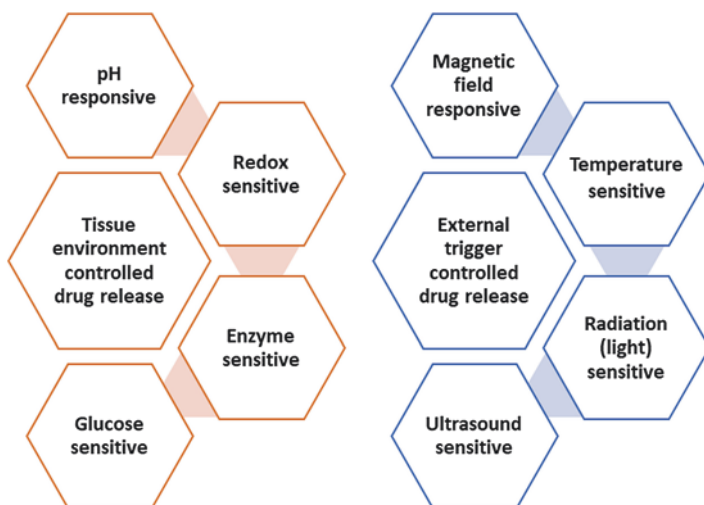 pH
responsive
Redox
sensitive
Tissue
environment
controlled
drug release
Enzyme
sensitive
Glucose
sensitive
Magnetic
field
responsive
Temperature
sensitive
External
trigger
controlled
drug release
Radiation
(light)
sensitive
Ultrasound
sensitive